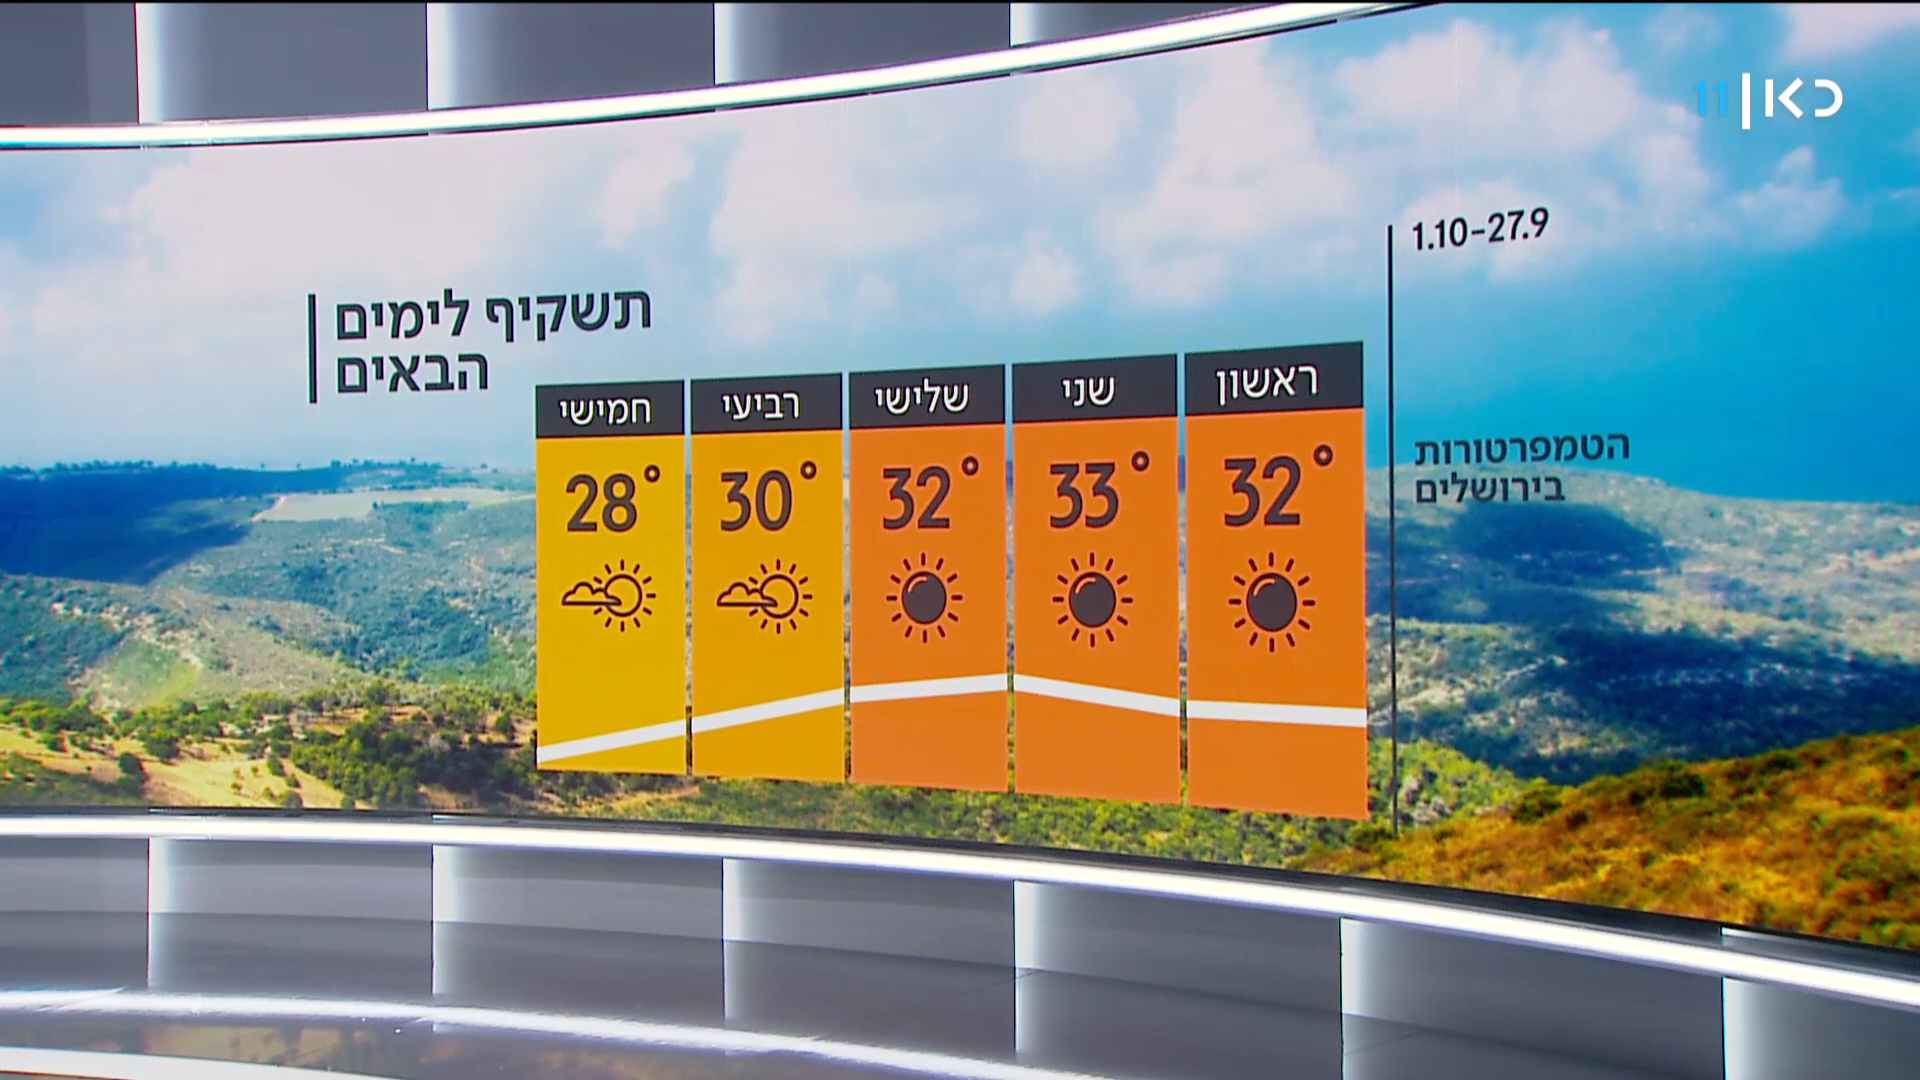 כאן|11
1.10-27.9
תשקיף לימים
הבאים
ראשון
שני
שלישי
רביעי
חמישי
32°
33°
32°
30°
28°
הטמפרטורות
בירושלים